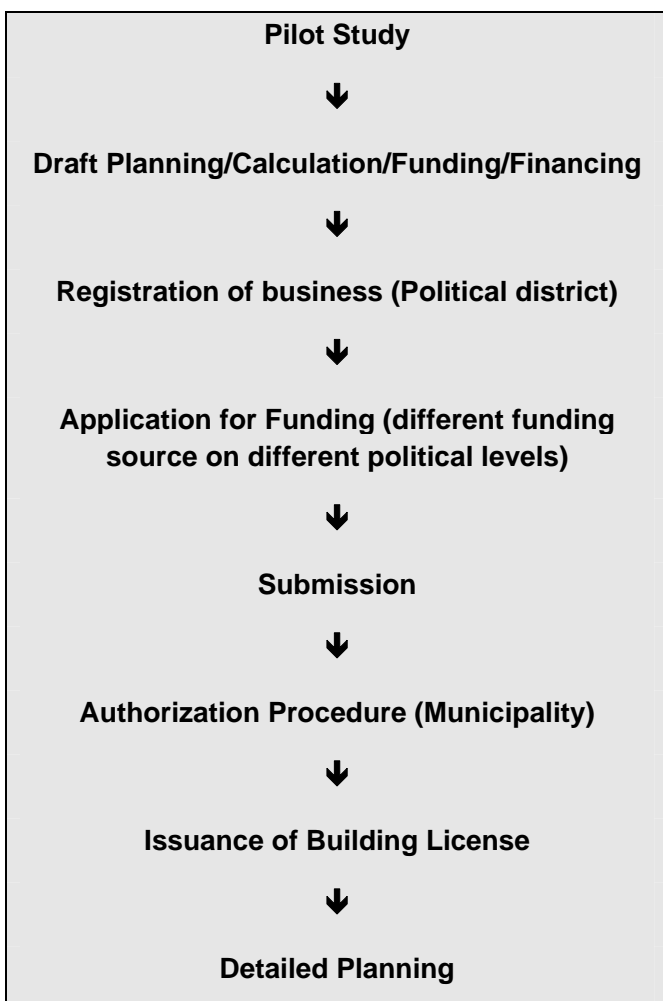 Pilot Study
Draft Planning/Calculation/Funding/Financing
Registration of business (Political district)
Application for Funding (different funding
source on different political levels)
Submission
Authorization Procedure (Municipality)
Issuance of Building License
Detailed Planning